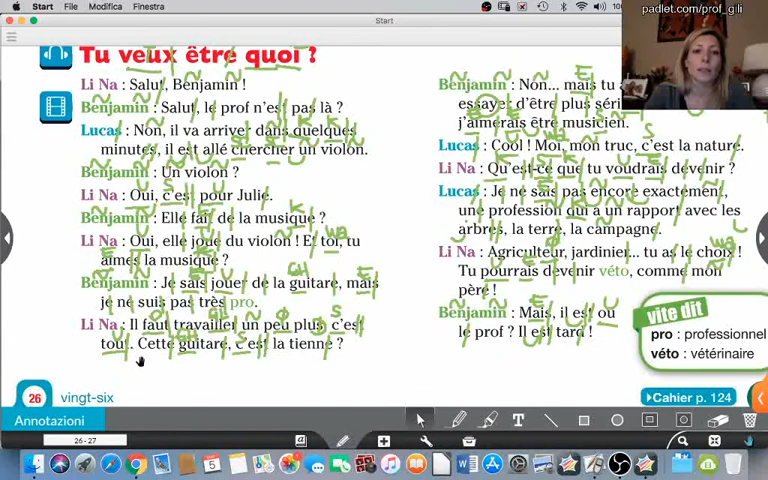 Start File Modifica Finestra
100%
padlet.com/prof_gili
Start
Tu veux être quoi ?
Li Na : Salut, Benjamin !
Benjamin : Salut, le prof n'est pas là ?
Lucas : Non, il va arriver dans quelques
minutes, il est allé chercher un violon.
Benjamin : Un violon ?
Li Na : Oui, c'est pour Julie.
Benjamin : Elle fait de la musique ?
Li Na : Oui, elle joue du violon ! Et toi, tu
aimes la musique ?
Benjamin : Je sais jouer de la guitare, mais
je ne suis pas très pro.
Li Na : Il faut travailler un peu plus, c'est
tout. Cette guitare, c'est la tienne ?
26 vingt-six
Benjamin : Non... mais tu
essayer d'être plus séri
j'aimerais être musicien.
Lucas : Cool ! Moi, mon truc, c'est la nature.
Li Na : Qu'est-ce que tu voudrais devenir ?
Lucas : Je ne sais pas encore exactement,
une profession qui a un rapport avec les
arbres, la terre, la campagne.
Li Na : Agriculteur, jardinier... tu as le choix !
Tu pourrais devenir véto, comme mon
père !
Benjamin : Mais, il est où
le prof ? Il est tard !
vite dit
pro : professionnel
véto : vétérinaire
Cahier p. 124
Annotazioni
26 - 27